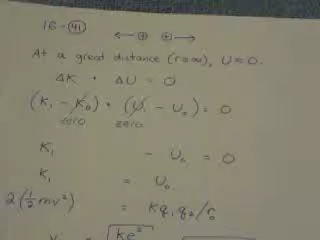 16-41
← ⊕ ⊕ →
At a great distance (r≈∞), U≈0.
ΔK + ΔU = 0
(K₁ - K₀) + (U₁ - U₀) = 0
zero zero
K₁ - U₀ = 0
K₁ = U₀
2(½mv²) = kq₁q₂/r₀
ke²